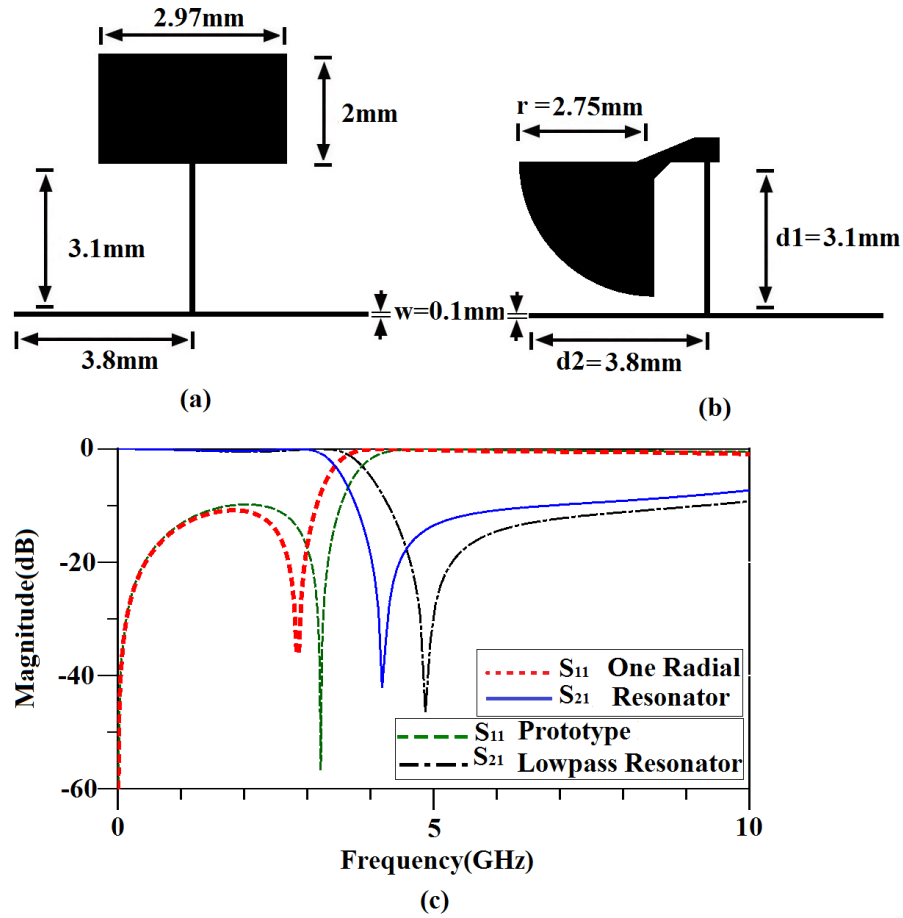 2.97mm
2mm
3.1mm
w=0.1mm
3.8mm
(a)
r =2.75mm
d1=3.1mm
d2=3.8mm
(b)
Magnitude(dB)
0
-20
-40
-60
0
5
10
Frequency(GHz)
S11 One Radial
S21 Resonator
S11 Prototype
S21 Lowpass Resonator
(c)